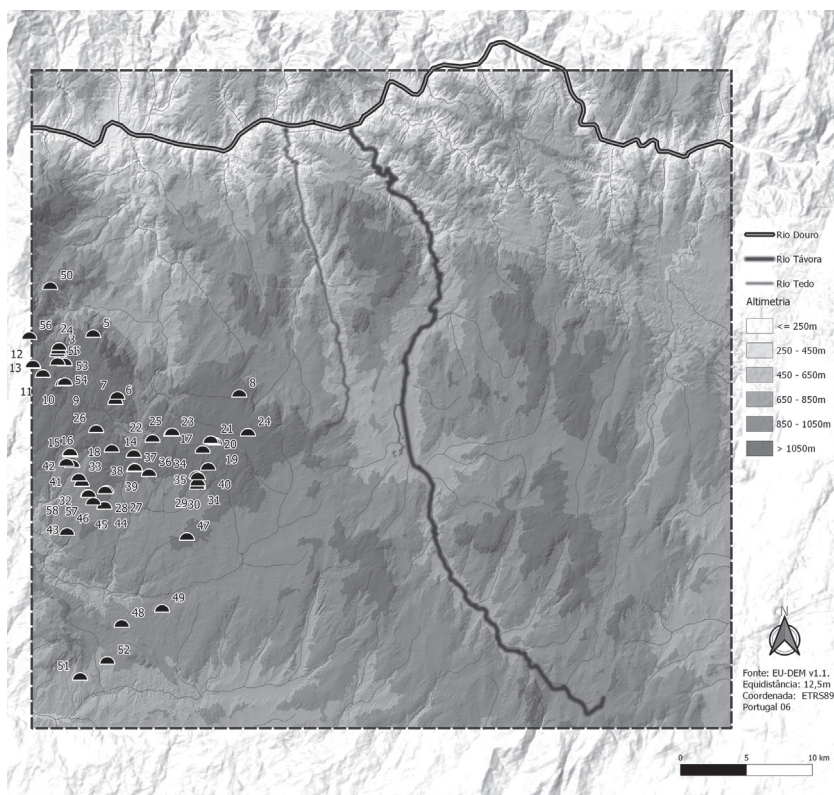 Rio Douro
Rio Távora
Rio Tedo
Altimetria
<= 250m
250 - 450m
450 - 650m
650 - 850m
850 - 1050m
> 1050m
50
56
5
12
53
13
54
7 6 8
11
10 9
26 22 25 23 21 24
17 20
15 16 18 14
42 33 38 37 36 34 19
41 35 40
39
32 29 30 31
58 57 28 27
46 45 44
43 47
49
48
52
51
N
Fonte: EU-DEM v1.1.
Equidistância: 12,5m
Coordenada: ETRS89
Portugal 06
0 5 10 km